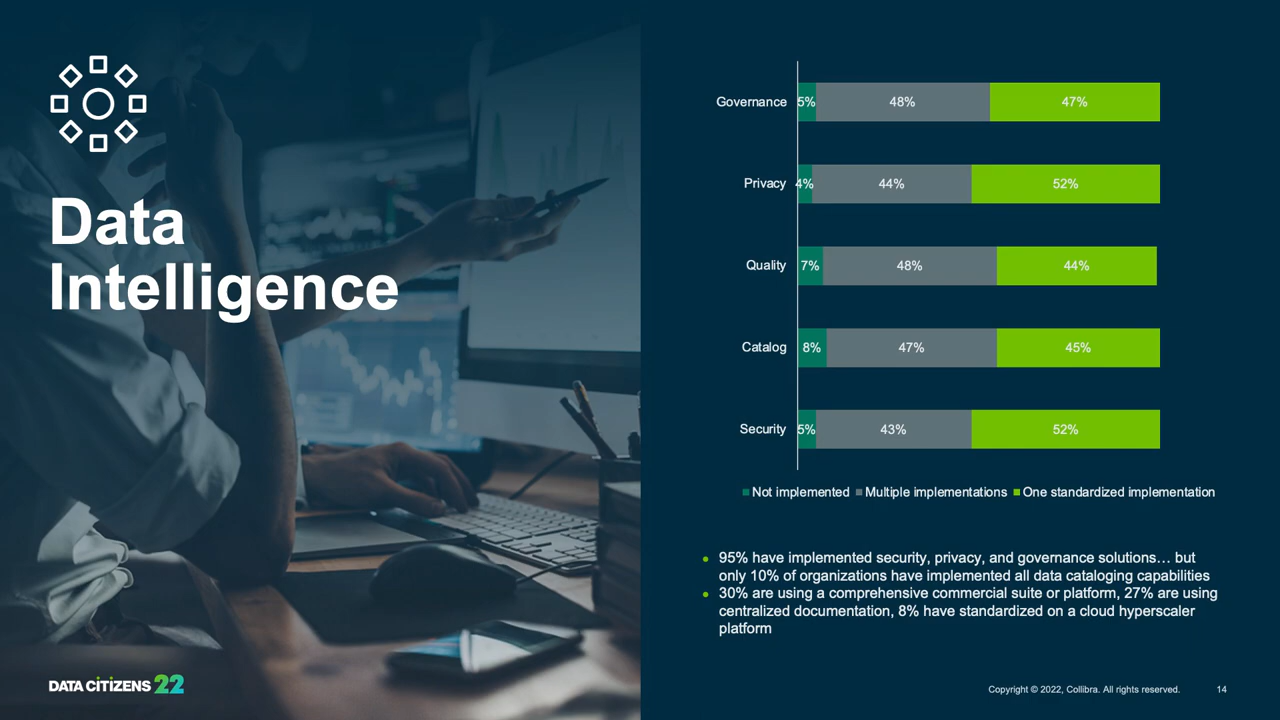 Data
Intelligence
Governance 5% 48% 47%
Privacy 4% 44% 52%
Quality 7% 48% 44%
Catalog 8% 47% 45%
Security 5% 43% 52%
Not implemented Multiple implementations One standardized implementation
• 95% have implemented security, privacy, and governance solutions… but
only 10% of organizations have implemented all data cataloging capabilities
• 30% are using a comprehensive commercial suite or platform, 27% are using
centralized documentation, 8% have standardized on a cloud hyperscaler
platform
DATA CITIZENS 22
Copyright © 2022, Collibra. All rights reserved. 14